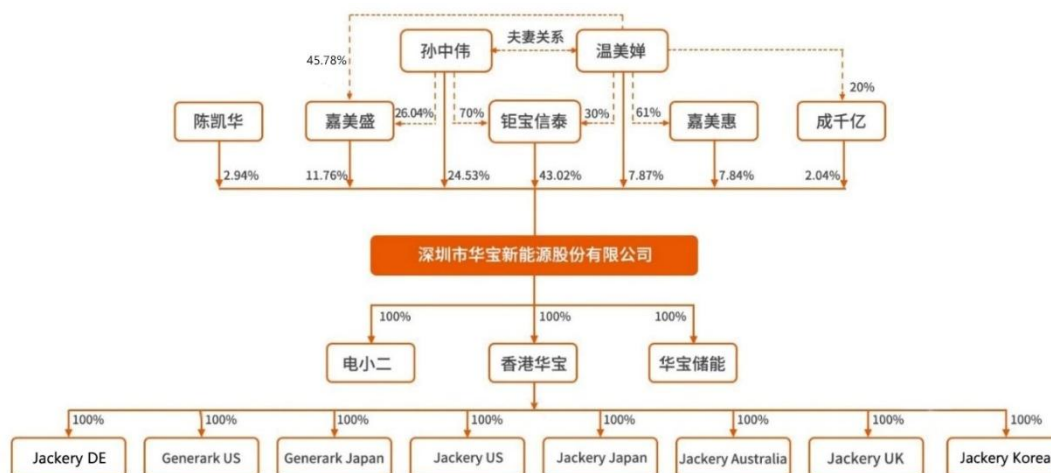 夫妻关系
孙中伟
温美婵
45.78%
20%
26.04%
70%
30%
61%
陈凯华
嘉美盛
钜宝信泰
嘉美惠
成千亿
2.94%
11.76%
24.53%
43.02%
7.87%
7.84%
2.04%
深圳市华宝新能源股份有限公司
100%
100%
100%
电小二
香港华宝
华宝储能
100%
100%
100%
100%
100%
100%
100%
100%
Jackery DE
Generark US
Generark Japan
Jackery US
Jackery Japan
Jackery Australia
Jackery UK
Jackery Korea